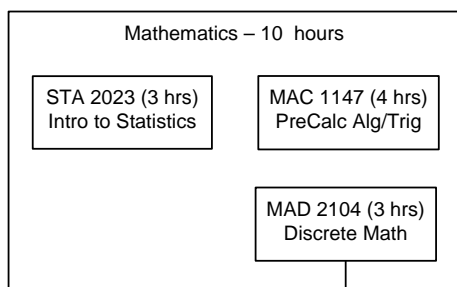 Mathematics – 10 hours
STA 2023 (3 hrs)
Intro to Statistics
MAC 1147 (4 hrs)
PreCalc Alg/Trig
MAD 2104 (3 hrs)
Discrete Math